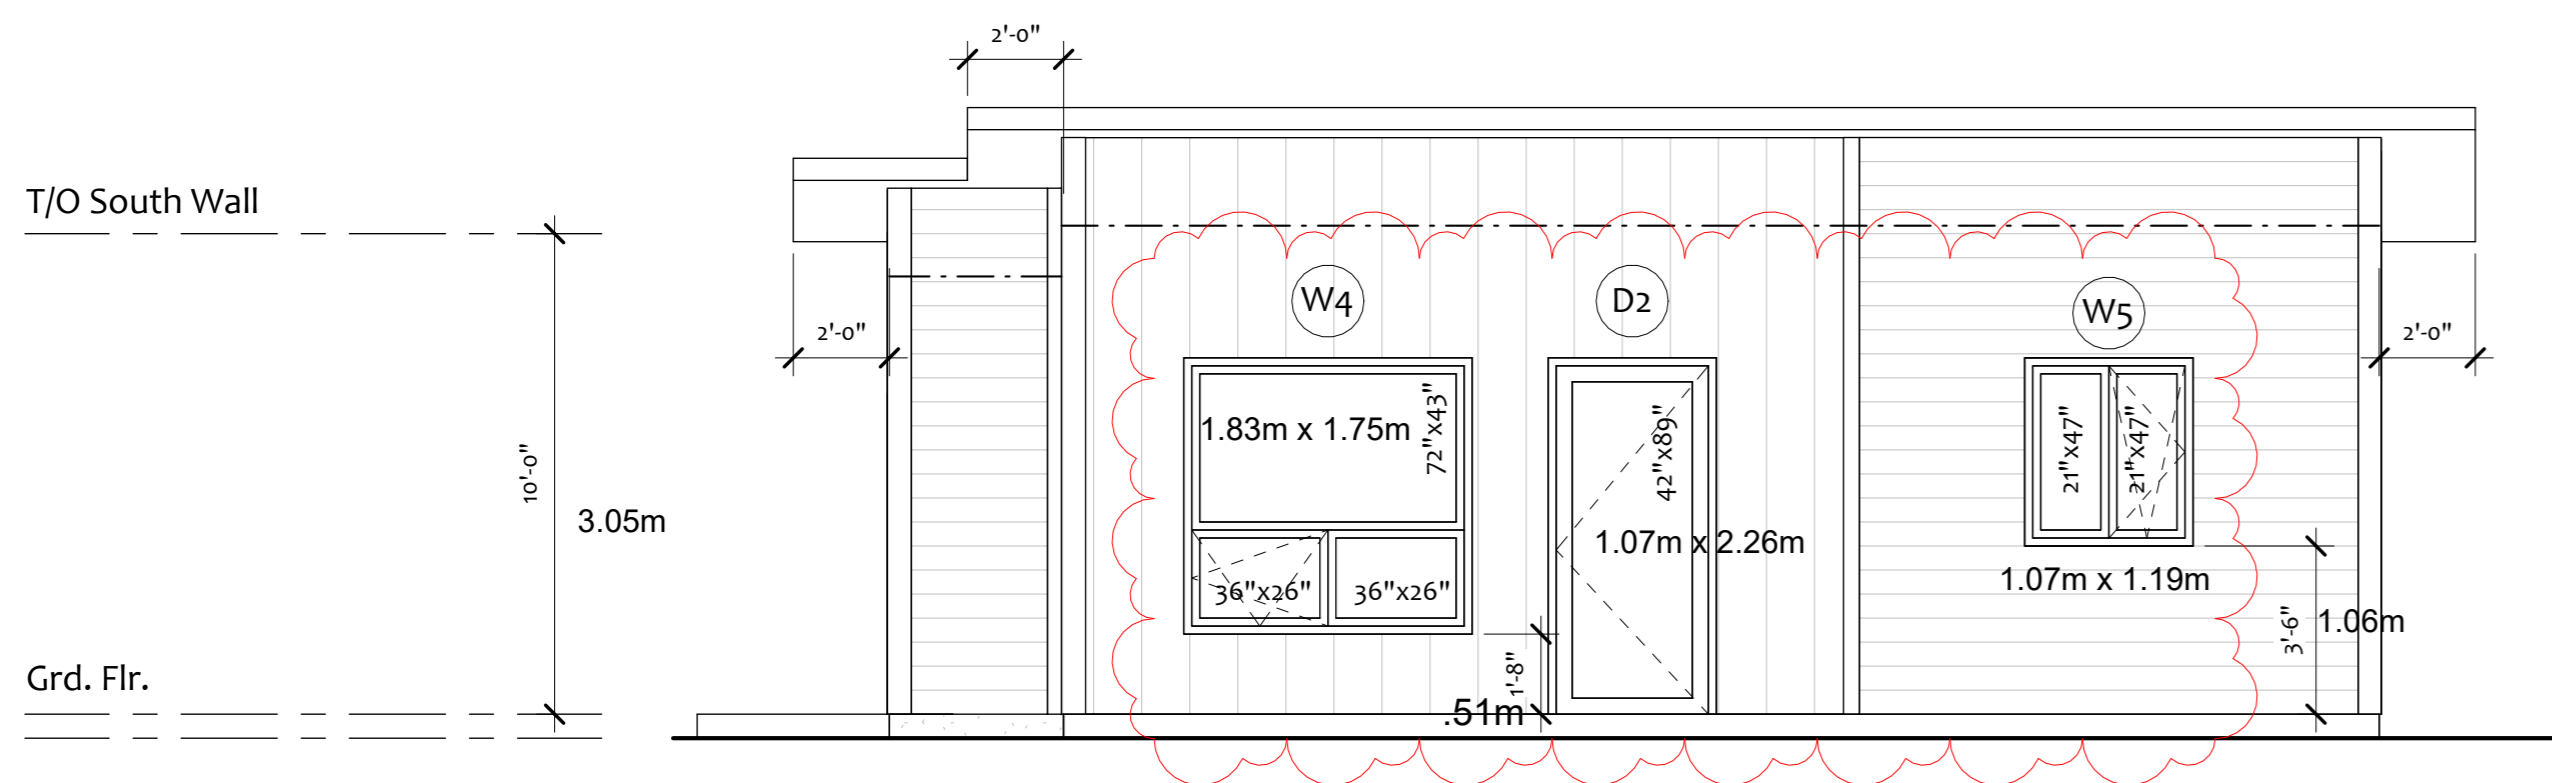 2'-0"
T/O South Wall
W4
D2
W5
2'-0"
2'-0"
1.83m x 1.75m
72"x43"
42"x89"
21"x47"
21"x47"
10'-0"
3.05m
1.07m x 2.26m
36"x26"
36"x26"
1.07m x 1.19m
3'-6"
1.06m
Grd. Flr.
1'-8"
.51m